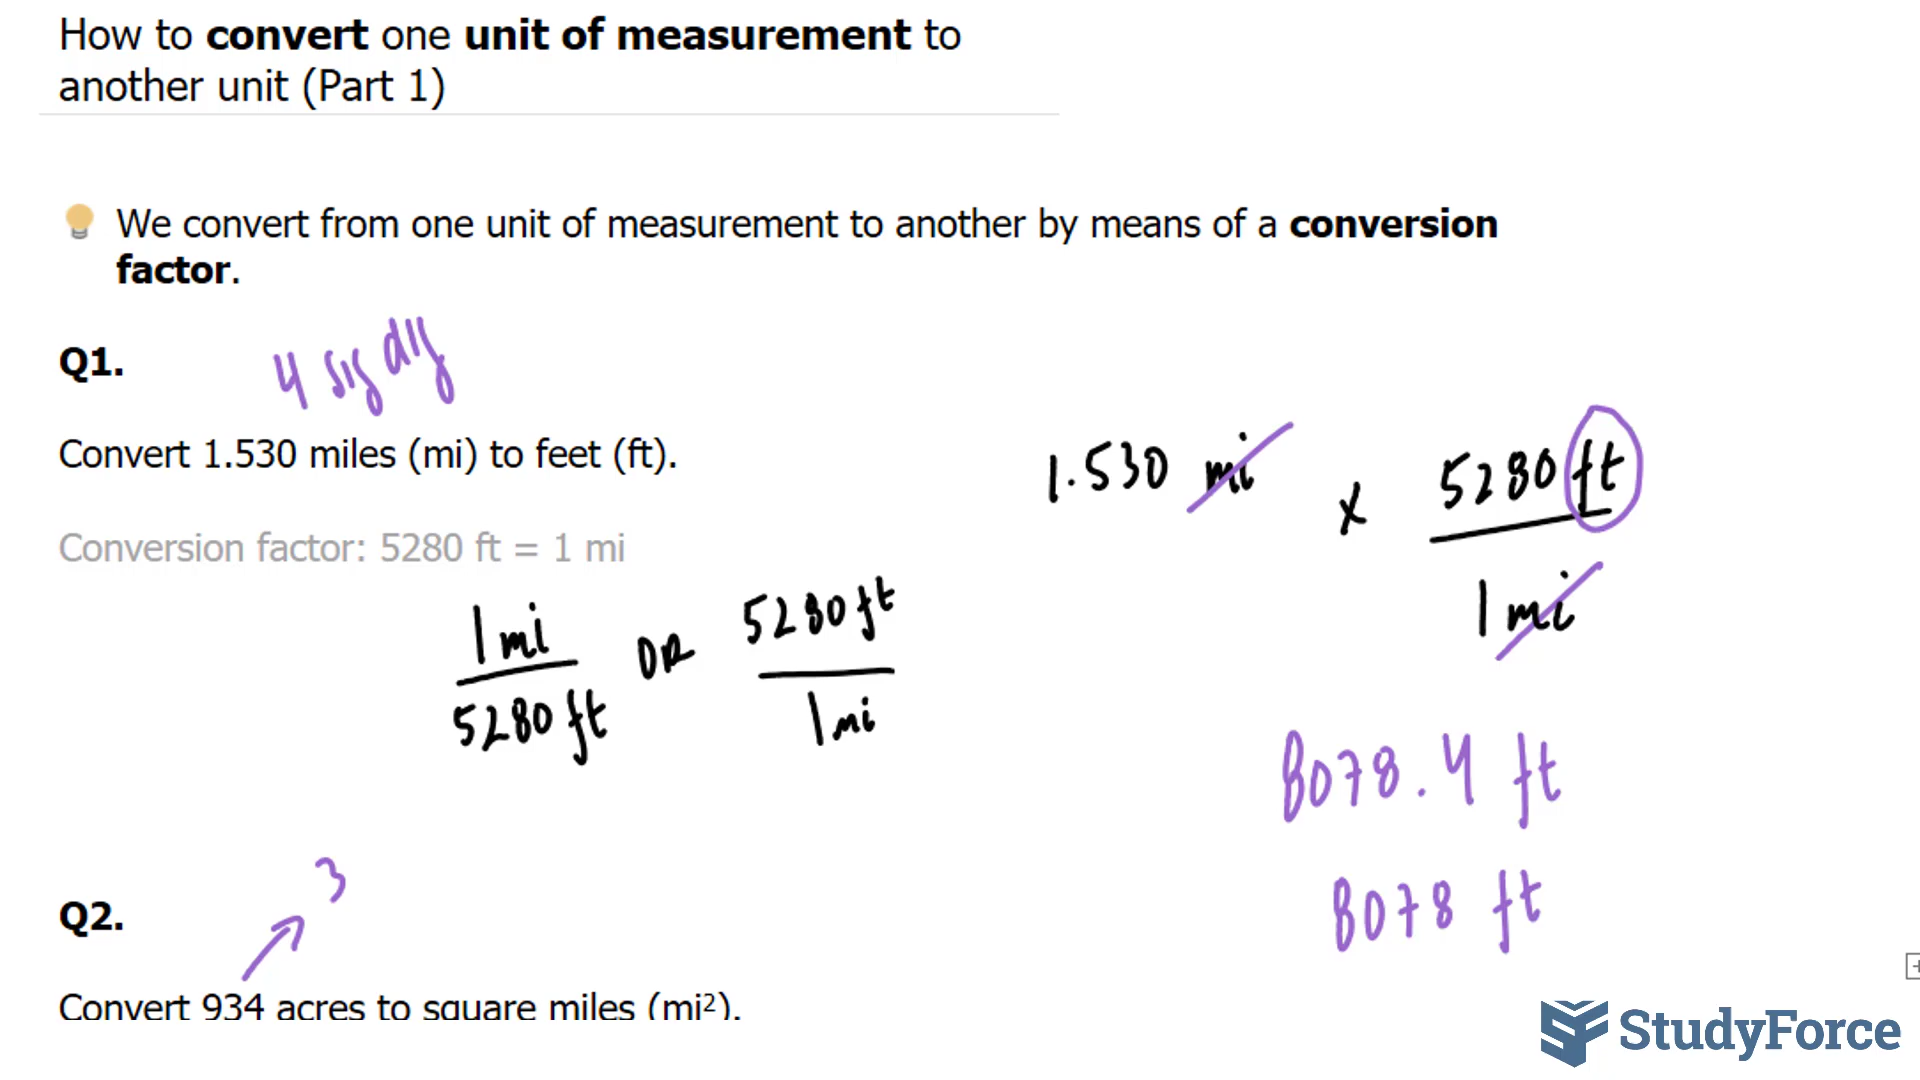 How to convert one unit of measurement to
another unit (Part 1)
We convert from one unit of measurement to another by means of a conversion
factor.
4 sig dig
Q1.
Convert 1.530 miles (mi) to feet (ft).
Conversion factor: 5280 ft = 1 mi
1 mi
5280 ft
OR
5280 ft
1 mi
1.530 mi x 5280 ft
1 mi
8078.4 ft
8078 ft
3
Q2.
Convert 934 acres to square miles (mi²).
StudyForce